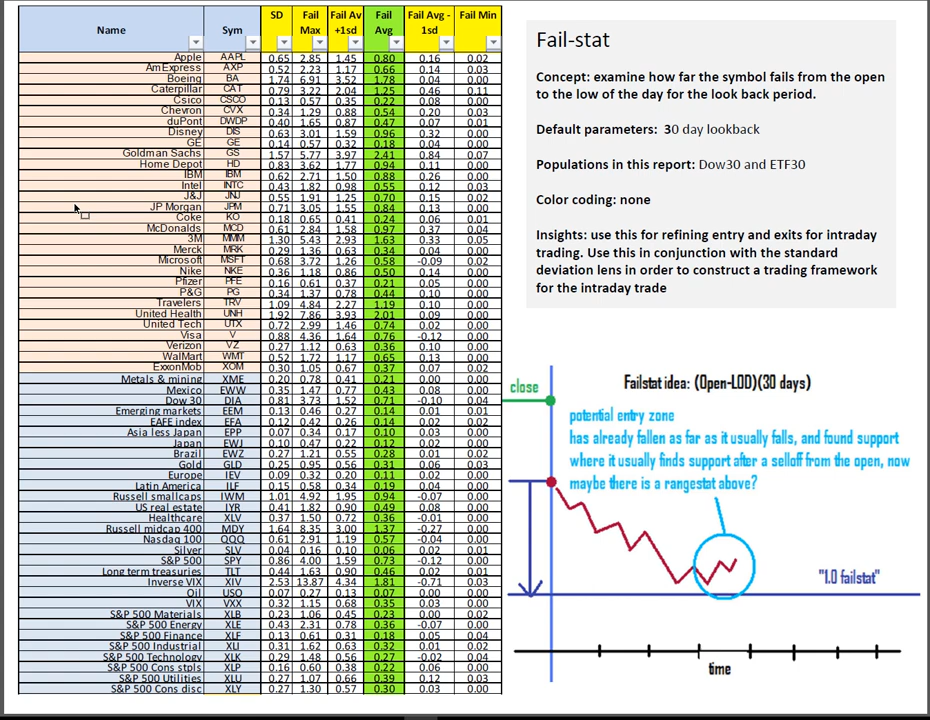 Name Sym SD Fail Max Fail Av +1sd Fail Avg Fail Avg - 1sd Fail Min
Apple AAPL 0.65 2.85 1.45 0.80 0.16 0.02
AmExpress AXP 0.52 2.23 1.17 0.66 0.14 0.03
Boeing BA 1.74 6.91 3.52 1.78 0.04 0.00
Caterpillar CAT 0.79 3.22 2.04 1.25 0.46 0.11
Csico CSCO 0.13 0.57 0.35 0.22 0.08 0.00
Chevron CVX 0.34 1.29 0.88 0.54 0.20 0.03
duPont DWDP 0.40 1.65 0.87 0.47 0.07 0.01
Disney DIS 0.63 3.01 1.59 0.96 0.32 0.00
GE GE 0.14 0.57 0.32 0.18 0.04 0.00
Goldman Sachs GS 1.57 5.77 3.97 2.41 0.84 0.07
Home Depot HD 0.83 3.62 1.77 0.94 0.11 0.00
IBM IBM 0.62 2.71 1.50 0.88 0.26 0.00
Intel INTC 0.43 1.82 0.98 0.55 0.12 0.03
J&J JNJ 0.55 1.91 1.25 0.70 0.15 0.02
JP Morgan JPM 0.71 3.05 1.55 0.84 0.13 0.00
Coke KO 0.18 0.65 0.41 0.24 0.06 0.01
McDonalds MCD 0.61 2.84 1.58 0.97 0.37 0.04
3M MMM 1.30 5.43 2.93 1.63 0.33 0.05
Merck MRK 0.29 1.36 0.63 0.34 0.04 0.00
Microsoft MSFT 0.68 3.72 1.26 0.58 -0.09 0.02
Nike NKE 0.36 1.18 0.86 0.50 0.14 0.00
Pfizer PFE 0.16 0.61 0.37 0.21 0.05 0.00
P&G PG 0.34 1.37 0.78 0.44 0.10 0.00
Travelers TRV 1.09 4.84 2.27 1.19 0.10 0.00
United Health UNH 1.92 7.86 3.93 2.01 0.09 0.00
United Tech UTX 0.72 2.99 1.46 0.74 0.02 0.00
Visa V 0.88 4.36 1.64 0.76 -0.12 0.00
Verizon VZ 0.27 1.12 0.63 0.36 0.10 0.00
WalMart WMT 0.52 1.72 1.17 0.65 0.13 0.00
ExxonMob XOM 0.30 1.05 0.67 0.37 0.07 0.02
Metals & mining XME 0.20 0.78 0.41 0.21 0.00 0.00
Mexico EWW 0.35 1.47 0.77 0.43 0.08 0.00
Dow 30 DIA 0.81 3.73 1.52 0.71 -0.10 0.04
Emerging markets EEM 0.13 0.46 0.27 0.14 0.01 0.01
EAFE index EFA 0.12 0.42 0.26 0.14 0.02 0.02
Asia less Japan EPP 0.07 0.34 0.17 0.10 0.03 0.00
Japan EWJ 0.10 0.47 0.22 0.12 0.02 0.00
Brazil EWZ 0.27 1.21 0.55 0.28 0.01 0.02
Gold GLD 0.25 0.95 0.56 0.31 0.06 0.03
Europe IEV 0.09 0.32 0.20 0.11 0.02 0.00
Latin America ILF 0.15 0.58 0.34 0.19 0.04 0.00
Russell smallcaps IWM 1.01 4.92 1.95 0.94 -0.07 0.00
US real estate IYR 0.41 1.82 0.90 0.49 0.08 0.00
Healthcare XLV 0.37 1.50 0.72 0.36 -0.01 0.00
Russell midcap 400 MDY 1.64 8.35 3.00 1.37 -0.27 0.00
Nasdaq 100 QQQ 0.61 2.91 1.19 0.57 -0.04 0.00
Silver SLV 0.04 0.16 0.10 0.06 0.02 0.01
S&P 500 SPY 0.86 4.00 1.59 0.73 -0.12 0.00
Long term treasuries TLT 0.44 1.63 0.90 0.46 0.02 0.01
Inverse VIX XIV 2.53 13.87 4.34 1.81 -0.71 0.03
Oil USO 0.07 0.27 0.13 0.07 0.00 0.00
VIX VXX 0.32 1.15 0.68 0.35 0.03 0.00
S&P 500 Materials XLB 0.23 1.06 0.45 0.23 0.00 0.02
S&P 500 Energy XLE 0.43 2.31 0.78 0.36 -0.07 0.00
S&P 500 Finance XLF 0.13 0.61 0.31 0.18 0.05 0.04
S&P 500 Industrial XLI 0.31 1.62 0.63 0.32 0.01 0.02
S&P 500 Technology XLK 0.29 1.48 0.56 0.27 -0.02 0.04
S&P 500 Cons stpls XLP 0.16 0.60 0.38 0.22 0.06 0.00
S&P 500 Utilities XLU 0.27 1.07 0.66 0.39 0.12 0.03
S&P 500 Cons disc XLY 0.27 1.30 0.57 0.30 0.03 0.00
Fail-stat
Concept: examine how far the symbol fails from the open
to the low of the day for the look back period.
Default parameters: 30 day lookback
Populations in this report: Dow30 and ETF30
Color coding: none
Insights: use this for refining entry and exits for intraday
trading. Use this in conjunction with the standard
deviation lens in order to construct a trading framework
for the intraday trade
Failstat idea: (Open-LOD)(30 days)
close
potential entry zone
has already fallen as far as it usually falls, and found support
where it usually finds support after a selloff from the open, now
maybe there is a rangestat above?
"1.0 failstat"
time